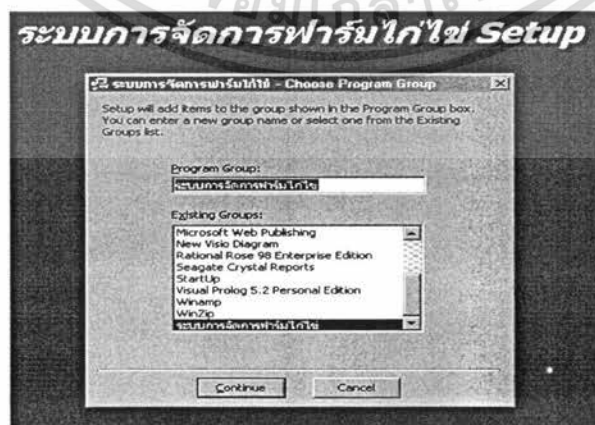 ระบบการจัดการฟาร์มไก่ไข่ Setup
ระบบการจัดการฟาร์มไก่ไข่ - Choose Program Group
Setup will add items to the group shown in the Program Group box.
You can enter a new group name or select one from the Existing
Groups list.
Program Group:
ระบบการจัดการฟาร์มไก่ไข่
Existing Groups:
Microsoft Web Publishing
New Visio Diagram
Rational Rose 98 Enterprise Edition
Seagate Crystal Reports
StartUp
Visual Prolog 5.2 Personal Edition
Winamp
WinZip
ระบบการจัดการฟาร์มไก่ไข่
Continue
Cancel